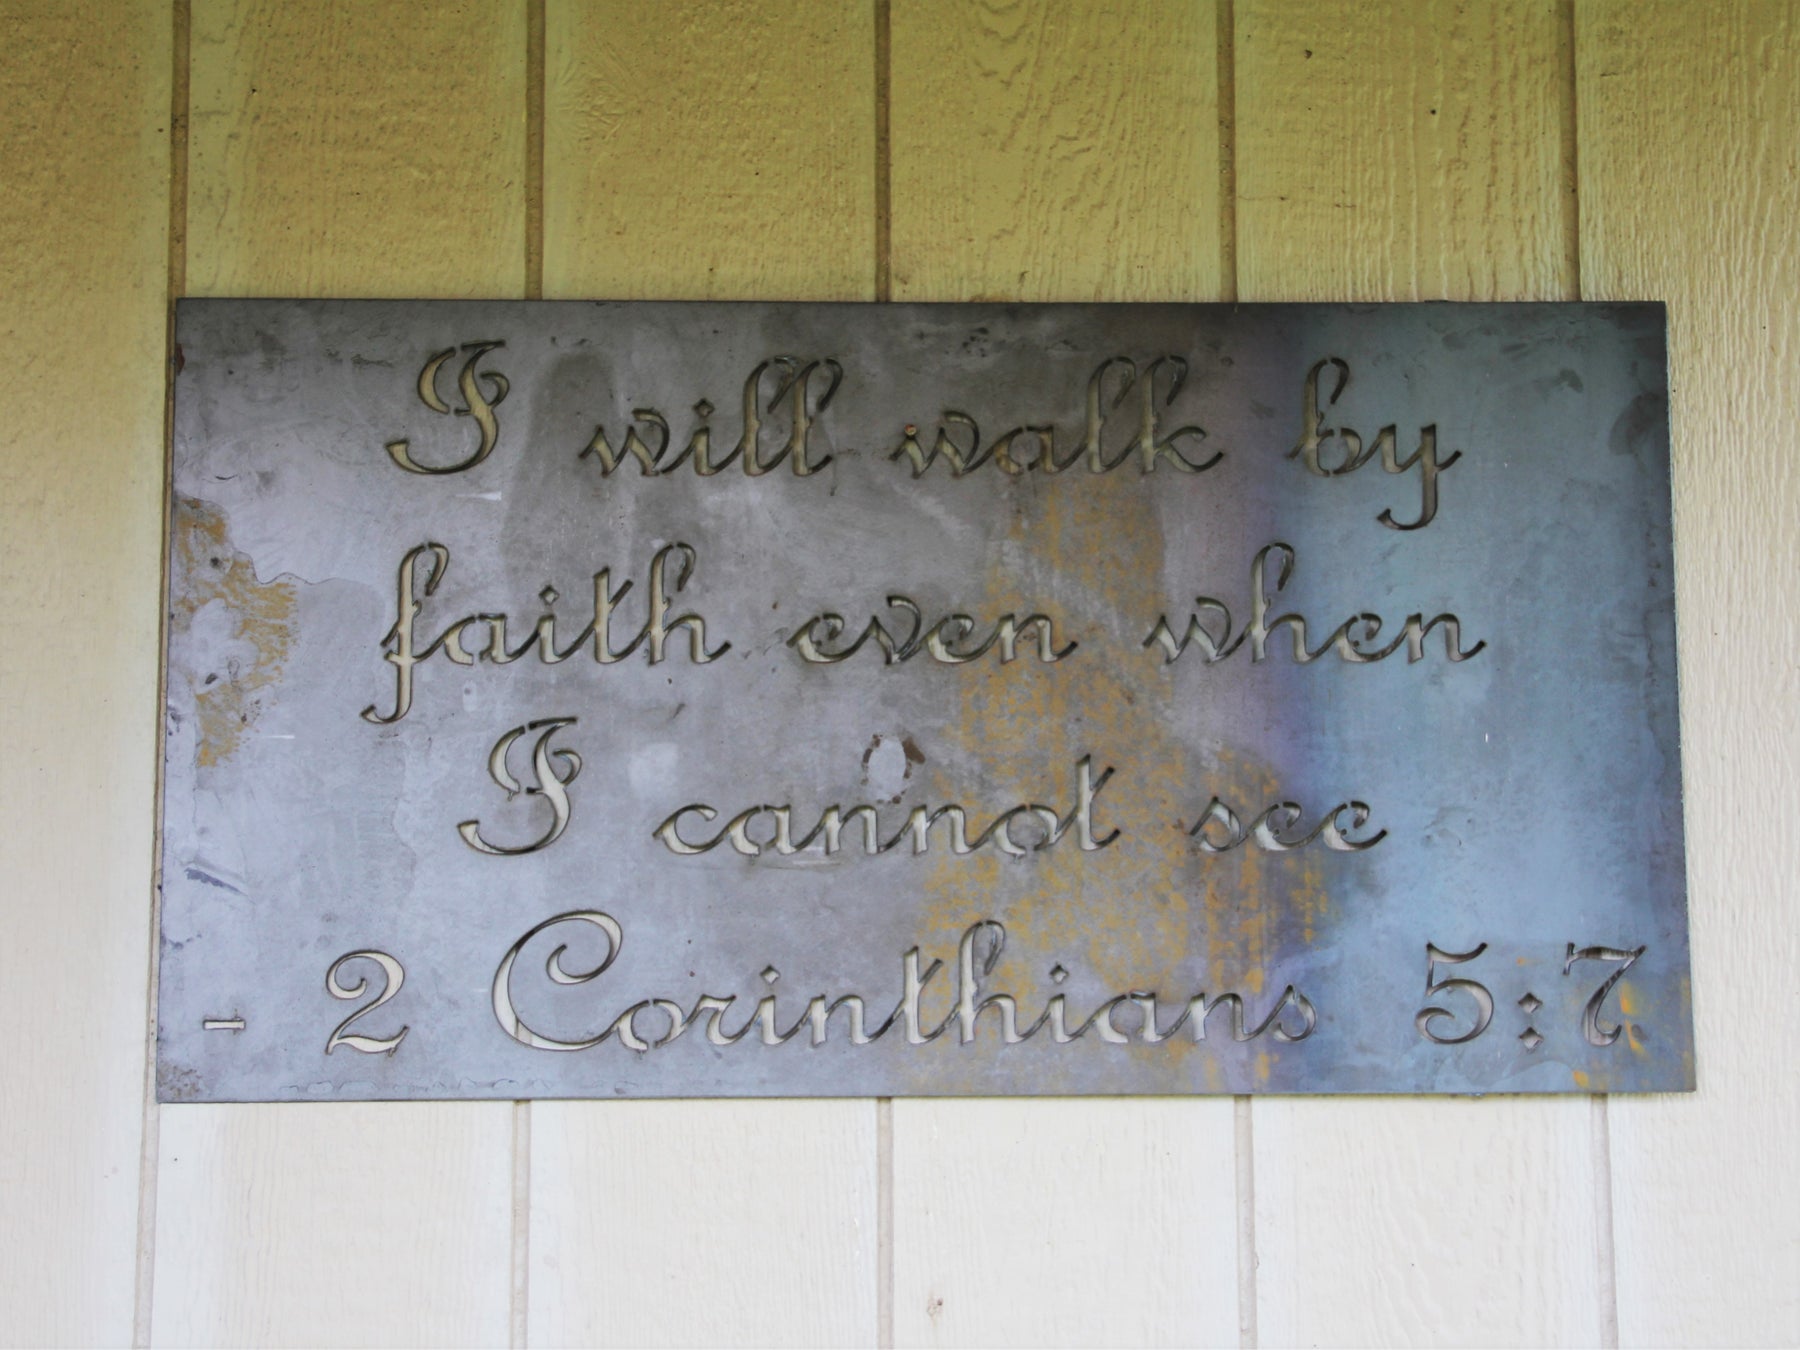 I will walk by
faith even when
I cannot see
- 2 Corinthians 5:7